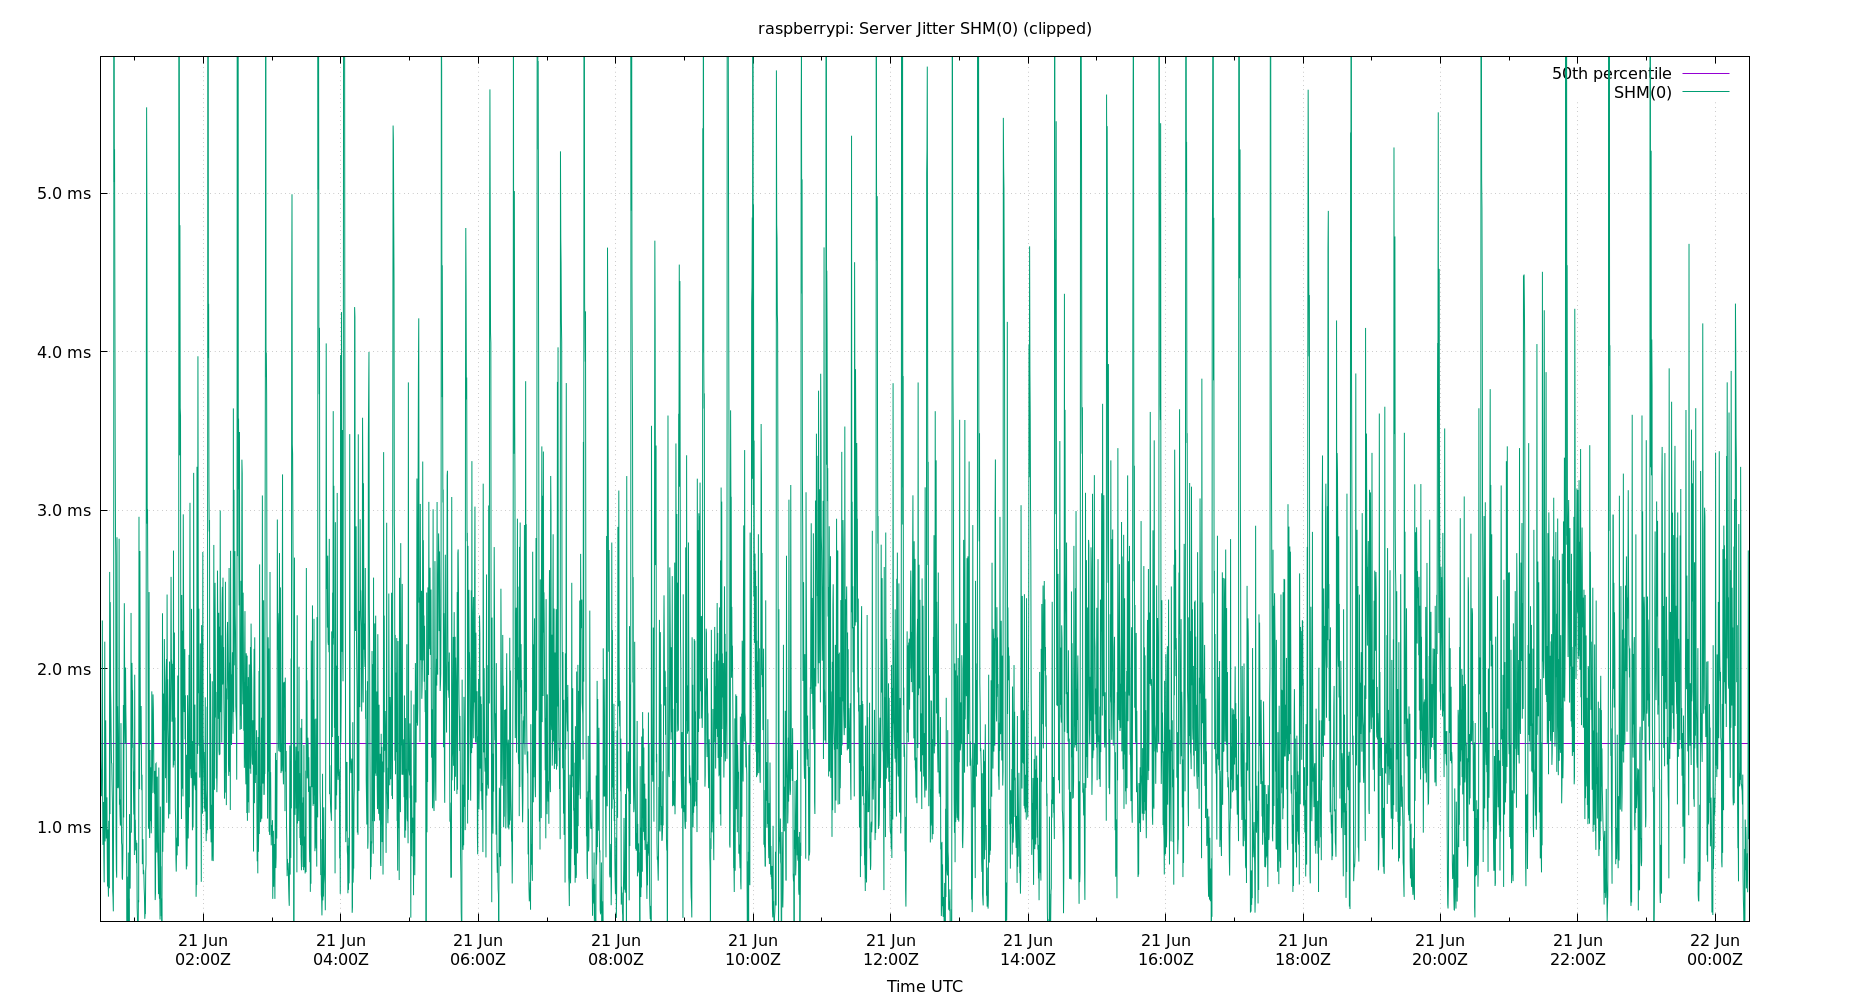 raspberrypi: Server Jitter SHM(0) (clipped)
50th percentile
SHM(0)
5.0 ms
4.0 ms
3.0 ms
2.0 ms
1.0 ms
21 Jun 21 Jun 21 Jun 21 Jun 21 Jun 21 Jun 21 Jun 21 Jun 21 Jun 21 Jun 21 Jun 22 Jun
02:00Z 04:00Z 06:00Z 08:00Z 10:00Z 12:00Z 14:00Z 16:00Z 18:00Z 20:00Z 22:00Z 00:00Z
Time UTC